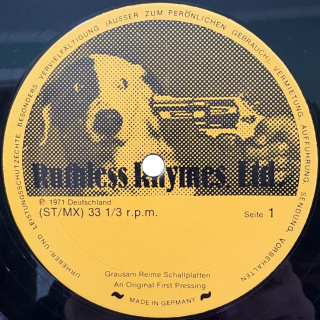 URHEBER- UND LEISTUNGSSCHUTZRECHTE, BESONDERS VERVIELFÄLTIGUNG (AUSSER ZUM PERSÖNLICHEN GEBRAUCH) VERMIETUNG, AUFFÜHRUNG, SENDUNG, VORBEHALTEN
Ruthless Rhymes, Ltd.
℗ 1971 Deutschland
(ST/MX) 33 1/3 r.p.m. Seite 1
Grausam Reime Schallplatten
An Original First Pressing
~ MADE IN GERMANY ~